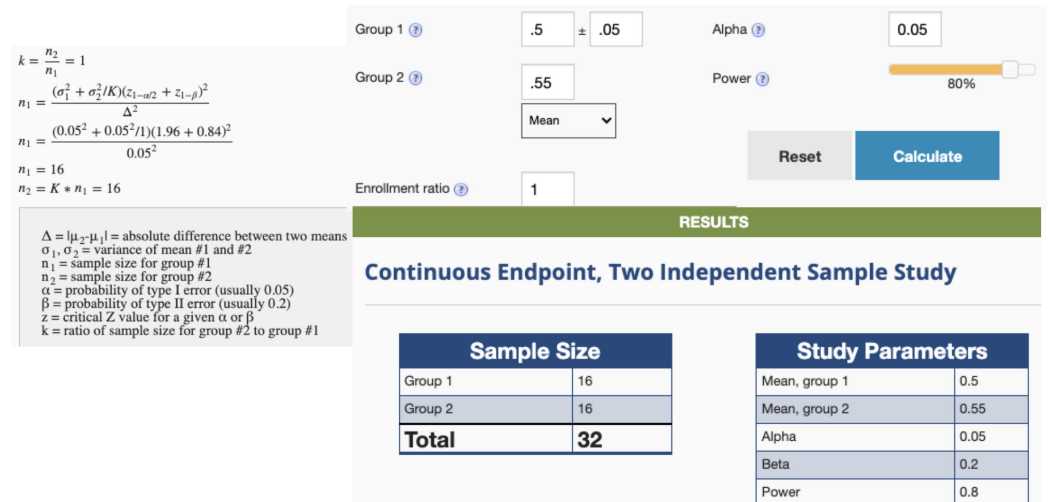 k = n₂/n₁ = 1
n₁ = (σ₁² + σ₂²/K)(z₁₋α/2 + z₁₋β)²/Δ²
n₁ = (0.05² + 0.05²/1)(1.96 + 0.84)²/0.05²
n₁ = 16
n₂ = K * n₁ = 16
Δ = |μ₂-μ₁| = absolute difference between two means
σ₁, σ₂ = variance of mean #1 and #2
n₁ = sample size for group #1
n₂ = sample size for group #2
α = probability of type I error (usually 0.05)
β = probability of type II error (usually 0.2)
z = critical Z value for a given α or β
k = ratio of sample size for group #2 to group #1
Group 1 ? .5 ± .05
Group 2 ? .55
Mean
Enrollment ratio ? 1
Alpha ? 0.05
Power ? 80%
Reset Calculate
RESULTS
Continuous Endpoint, Two Independent Sample Study
Sample Size
Group 1 16
Group 2 16
Total 32
Study Parameters
Mean, group 1 0.5
Mean, group 2 0.55
Alpha 0.05
Beta 0.2
Power 0.8